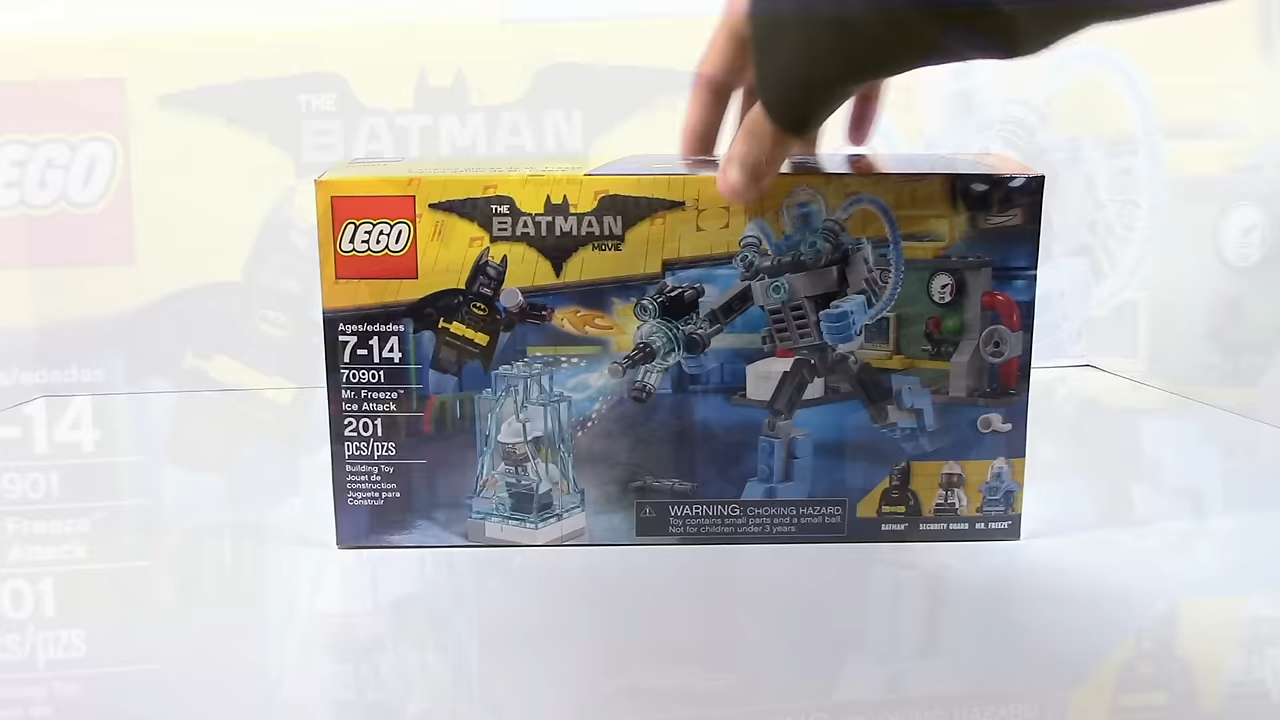 LEGO
THE
BATMAN
MOVIE
Ages/edades
7-14
70901
Mr. Freeze™
Ice Attack
201
pcs/pzs
Building Toy
Jouet de
construction
Juguete para
Construir
WARNING: CHOKING HAZARD.
Toy contains small parts and a small ball.
Not for children under 3 years.
BATMAN™ SECURITY GUARD MR. FREEZE™
THE
BATMAN